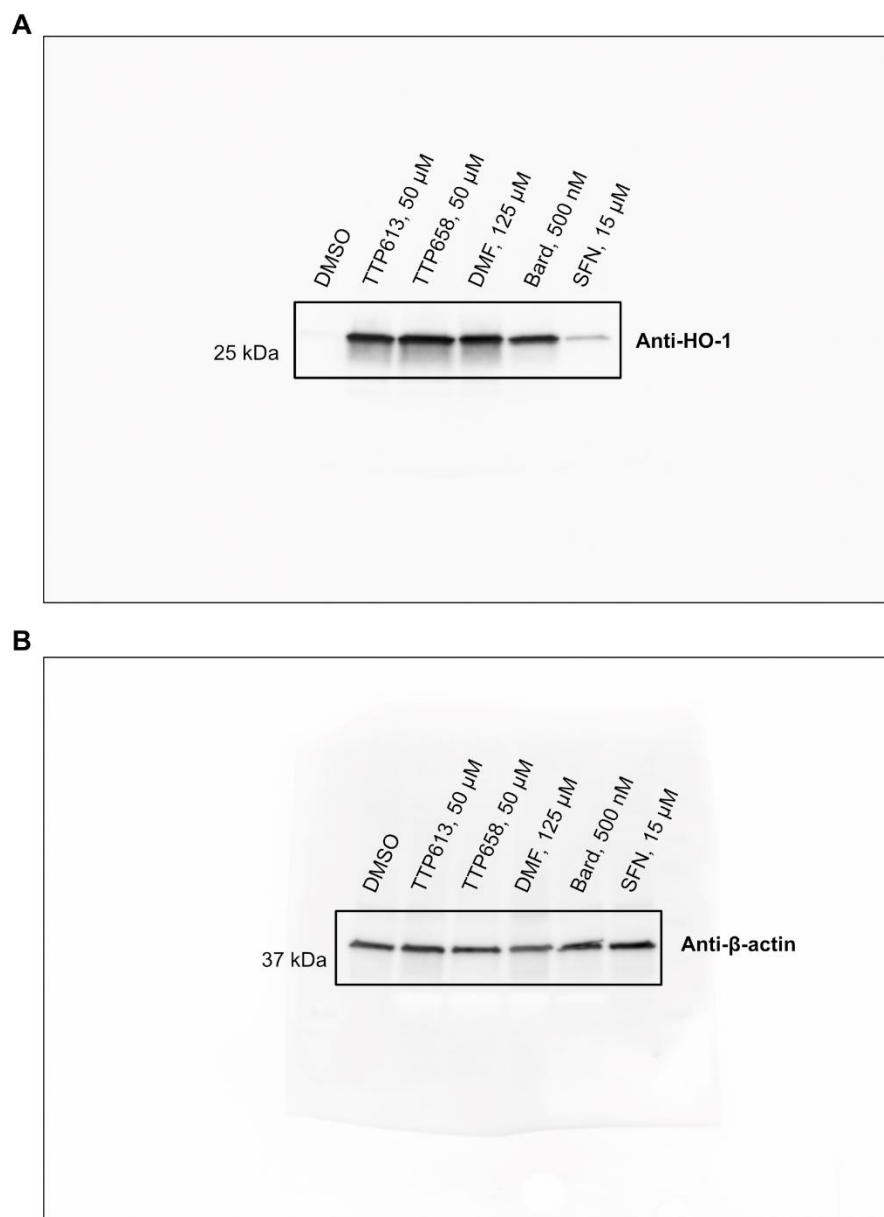 A
DMSO
TTP613, 50 µM
TTP658, 50 µM
DMF, 125 µM
Bard, 500 nM
SFN, 15 µM
25 kDa
Anti-HO-1
B
DMSO
TTP613, 50 µM
TTP658, 50 µM
DMF, 125 µM
Bard, 500 nM
SFN, 15 µM
37 kDa
Anti-β-actin